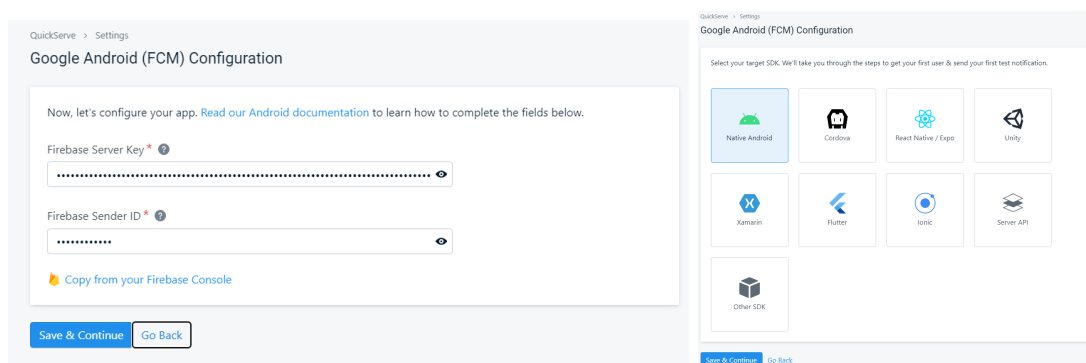 QuickServe > Settings
Google Android (FCM) Configuration
Now, let's configure your app. Read our Android documentation to learn how to complete the fields below.
Firebase Server Key *
Firebase Sender ID *
Copy from your Firebase Console
Save & Continue Go Back
QuickServe > Settings
Google Android (FCM) Configuration
Select your target SDK. We'll take you through the steps to get your first user & send your first test notification.
Native Android Cordova React Native / Expo Unity
Xamarin Flutter Ionic Server API
Other SDK
Save & Continue Go Back